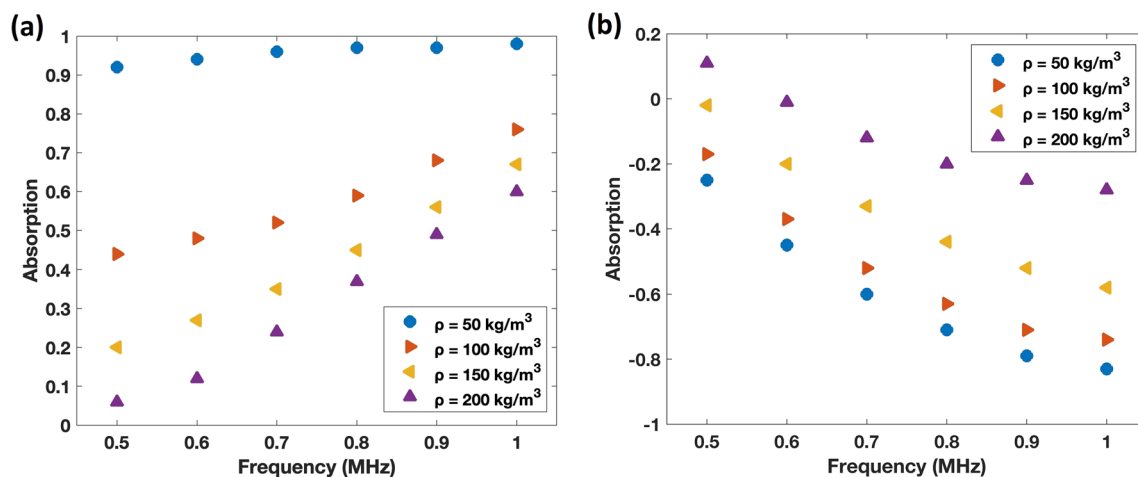 (a)
1
0.9
0.8
0.7
0.6
0.5
0.4
0.3
0.2
0.1
0
Absorption
ρ = 50 kg/m³
ρ = 100 kg/m³
ρ = 150 kg/m³
ρ = 200 kg/m³
0.5 0.6 0.7 0.8 0.9 1
Frequency (MHz)
(b)
0.2
0
-0.2
-0.4
-0.6
-0.8
-1
Absorption
ρ = 50 kg/m³
ρ = 100 kg/m³
ρ = 150 kg/m³
ρ = 200 kg/m³
0.5 0.6 0.7 0.8 0.9 1
Frequency (MHz)